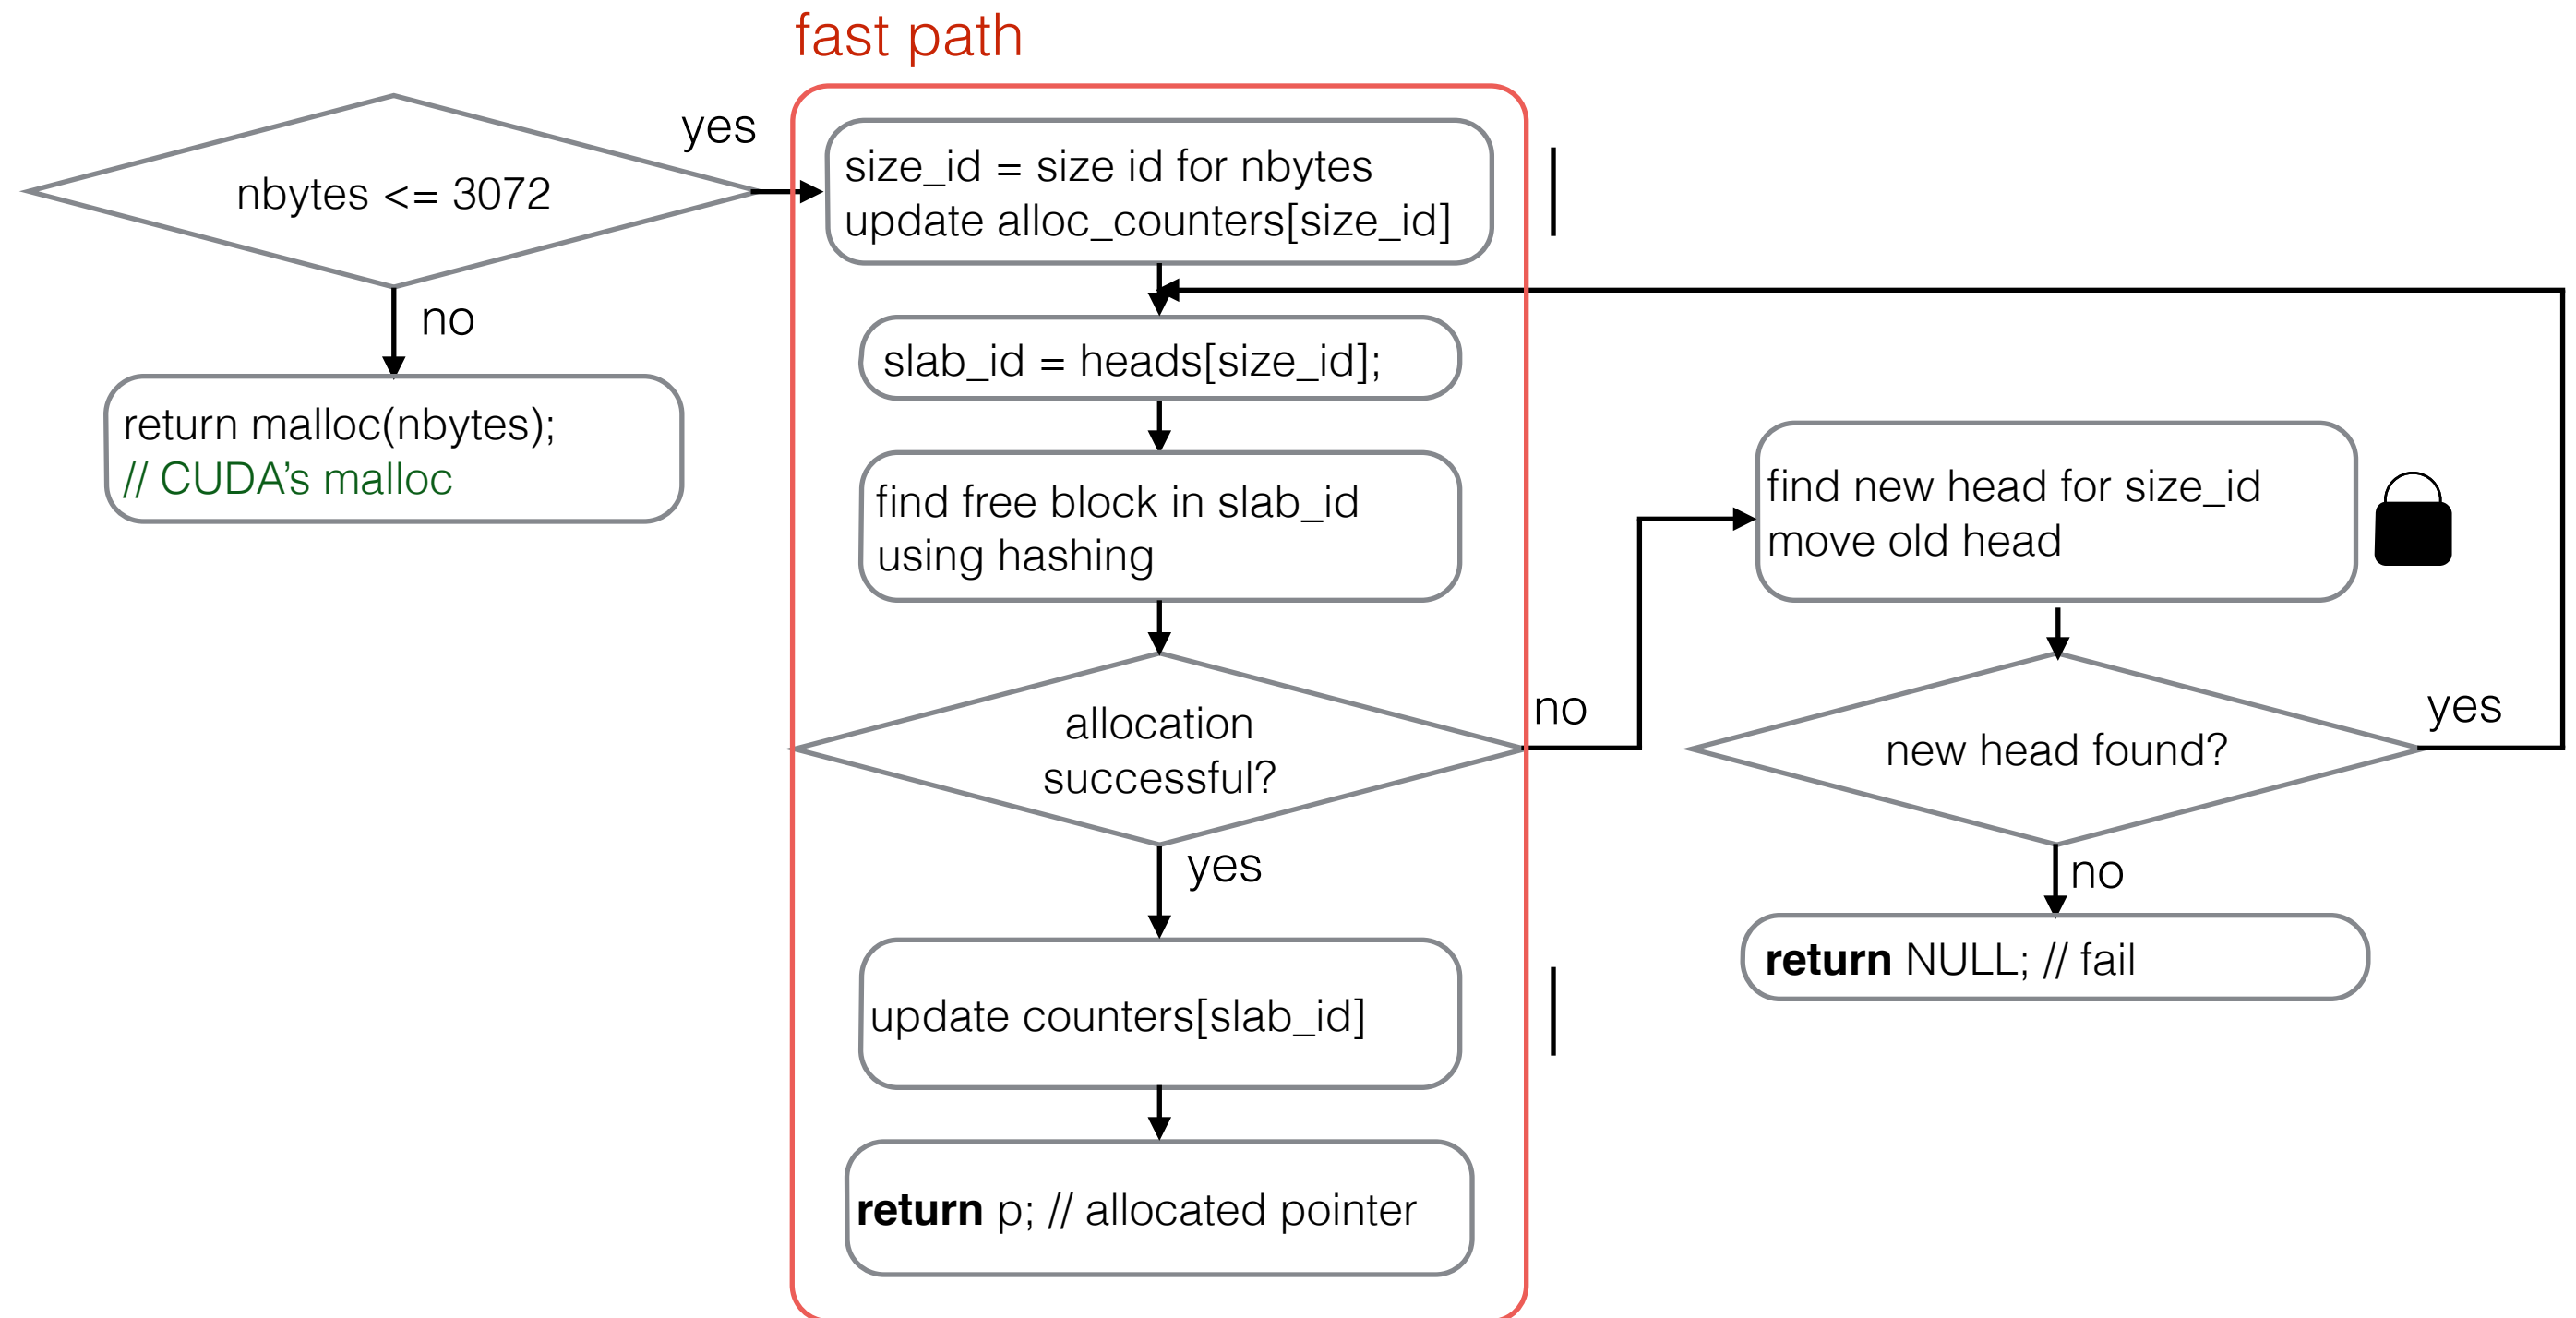 fast path
nbytes <= 3072
yes
no
return malloc(nbytes);
// CUDA’s malloc
size_id = size id for nbytes
update alloc_counters[size_id]
slab_id = heads[size_id];
find free block in slab_id
using hashing
allocation
successful?
no
yes
update counters[slab_id]
return p; // allocated pointer
find new head for size_id
move old head
new head found?
yes
no
return NULL; // fail